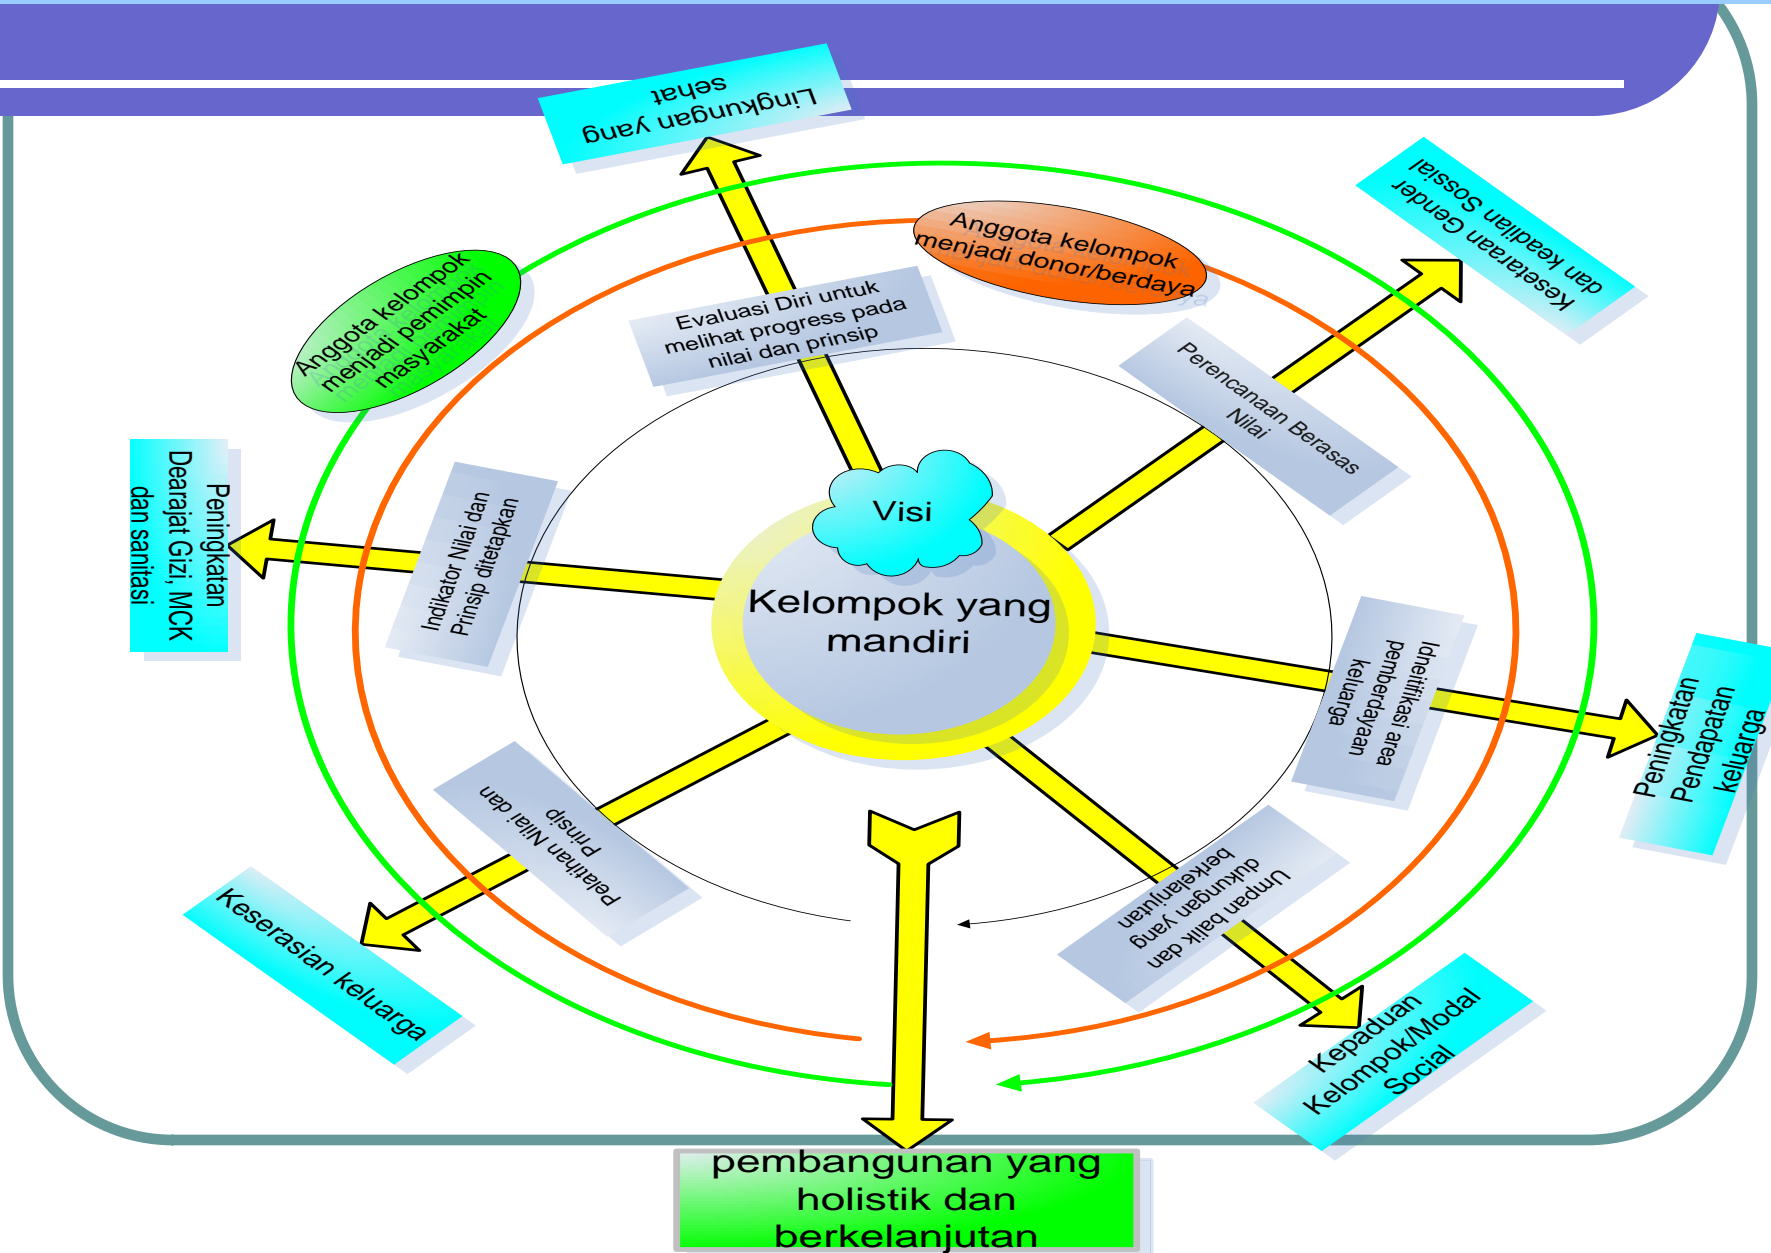 Lingkungan yang
sehat
Kesetaraan Gender
dan keadilan Sossial
Anggota kelompok
menjadi donor/berdaya
Anggota kelompok
menjadi pemimpin
masyarakat
Evaluasi Diri untuk
melihat progress pada
nilai dan prinsip
Perencanaan Berasas
Nilai
Peningkatan
Dearajat Gizi, MCK
dan sanitasi
Indikator Nilai dan
Prinsip ditetapkan
Visi
Kelompok yang
mandiri
Idneitifikasi area
pemberdayaan
keluarga
Peningkatan
Pendapatan
keluarga
Pelatihan Nilai dan
Prinsip
Umpan balik dan
dukungan yang
berkelanjutan
Keserasian keluarga
Kepaduan
Kelompok/Modal
Social
pembangunan yang
holistik dan
berkelanjutan